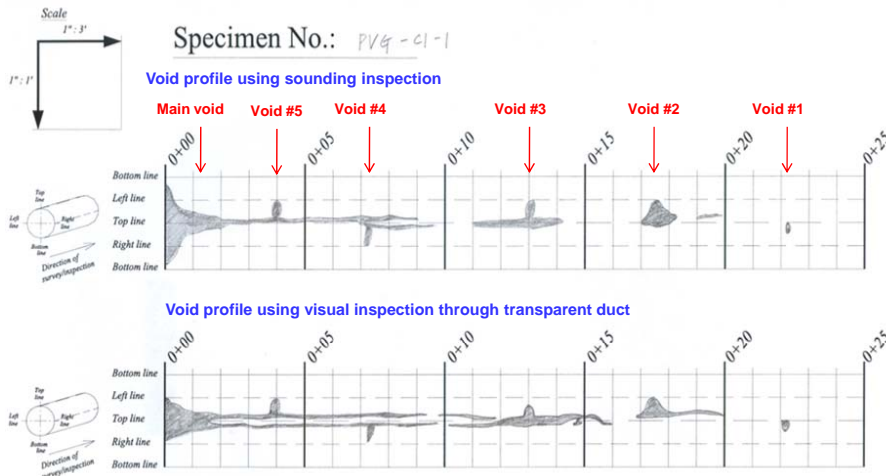 Scale
1" : 3'
1" : 1'
Specimen No.: PVG-C1-1
Void profile using sounding inspection
Main void
Void #5
Void #4
Void #3
Void #2
Void #1
0+00
0+05
0+10
0+15
0+20
0+25
Bottom line
Left line
Top line
Right line
Bottom line
Top line
Left line
Right line
Bottom line
Direction of survey/inspection
Void profile using visual inspection through transparent duct
0+00
0+05
0+10
0+15
0+20
0+25
Bottom line
Left line
Top line
Right line
Bottom line
Top line
Left line
Right line
Bottom line
Direction of survey/inspection